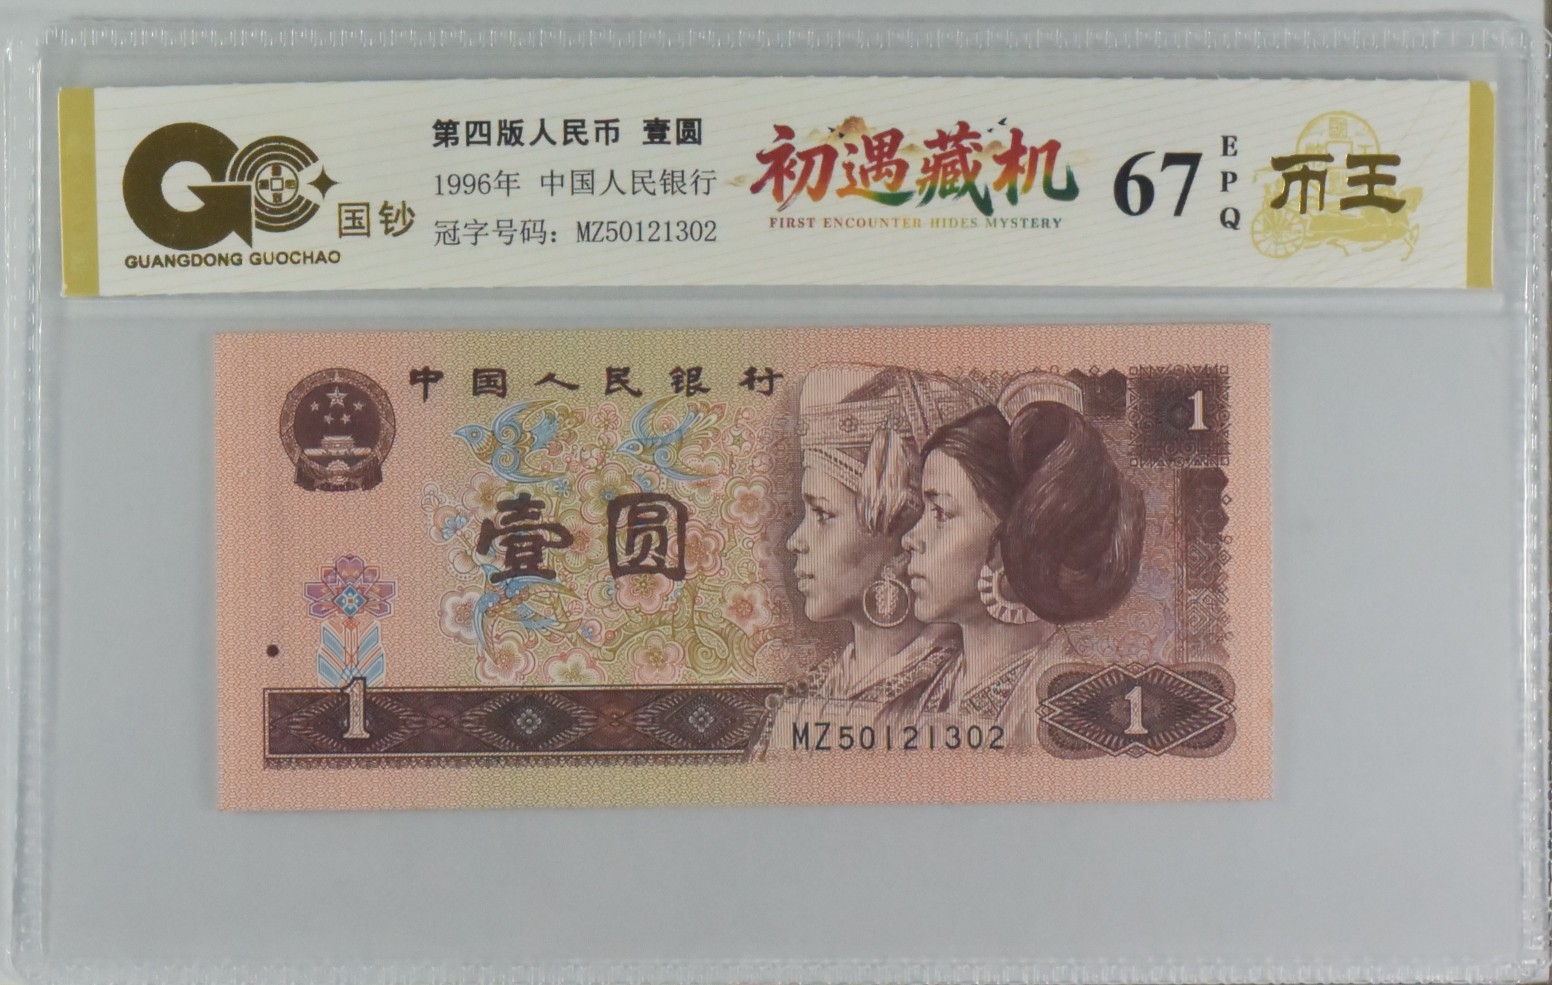 国钞
GUANGDONG GUOCHAO
第四版人民币 壹圆
1996年 中国人民银行
冠字号码：MZ50121302
初遇藏机
FIRST ENCOUNTER HIDES MYSTERY
67
EPQ
币王
中国人民银行
1
壹圆
1
MZ50121302
1